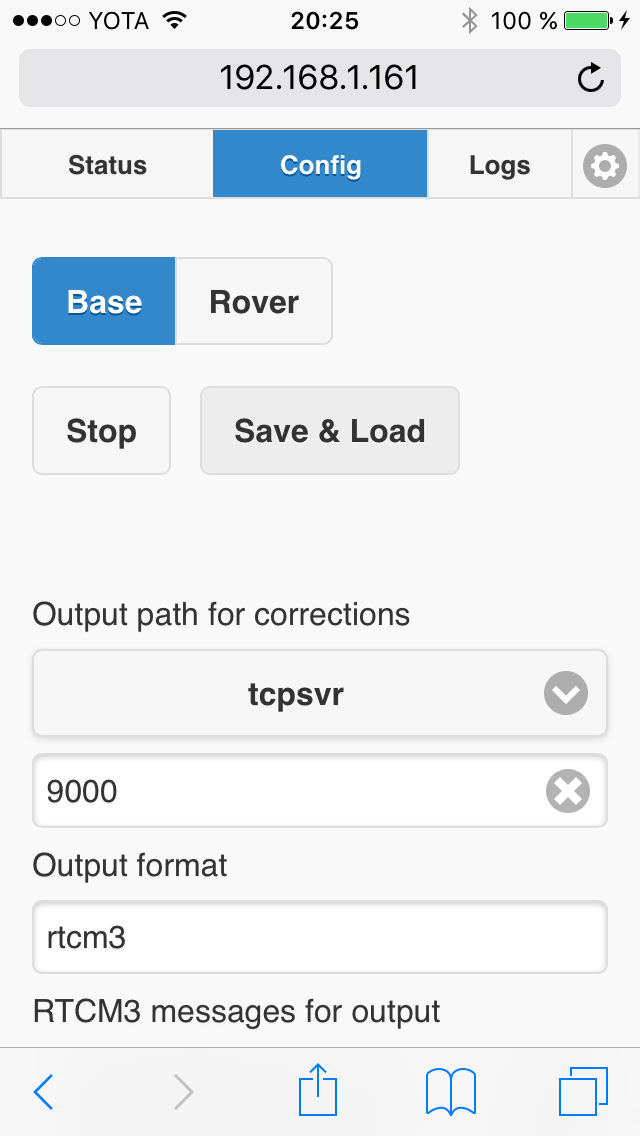 YOTA 20:25 100 %
192.168.1.161
Status Config Logs
Base Rover
Stop Save & Load
Output path for corrections
tcpsvr
9000
Output format
rtcm3
RTCM3 messages for output